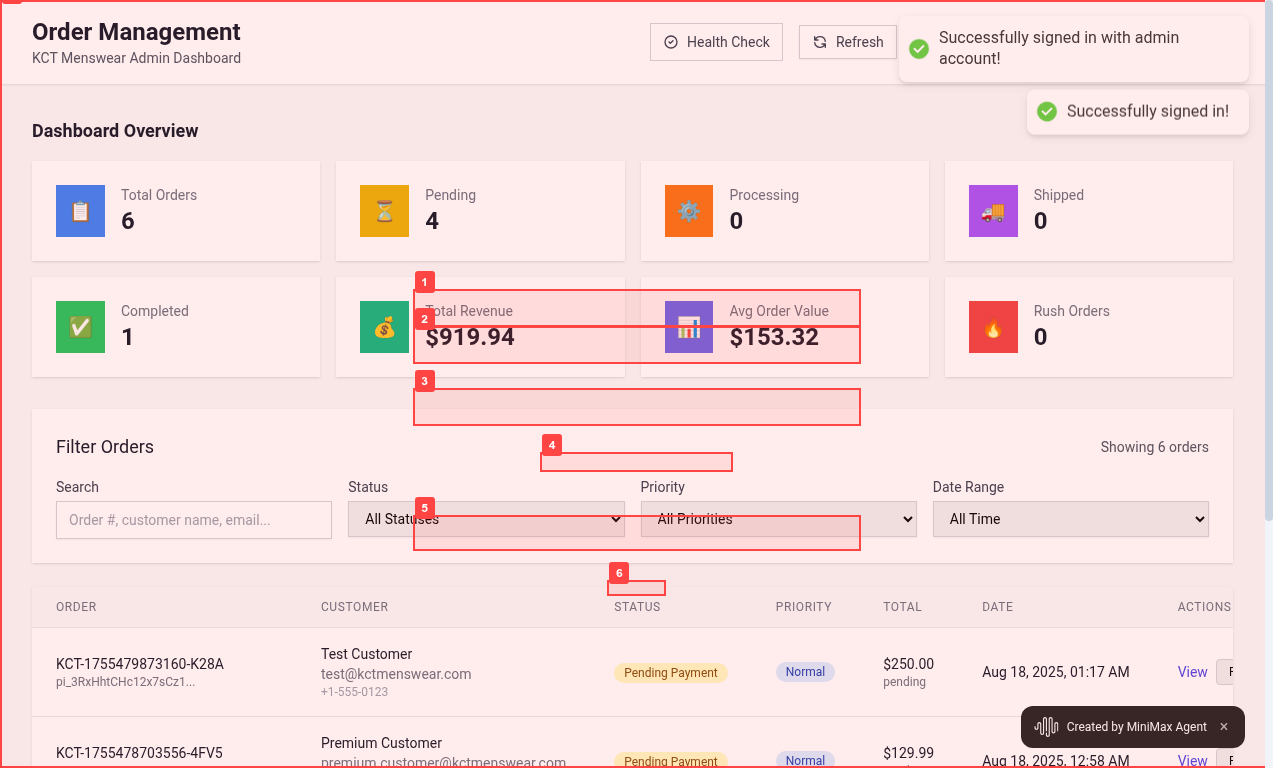 Order Management
KCT Menswear Admin Dashboard
Health Check
Refresh
Successfully signed in with admin
account!
Successfully signed in!
Dashboard Overview
Total Orders
6
Pending
4
Processing
0
Shipped
0
Completed
1
Total Revenue
$919.94
Avg Order Value
$153.32
Rush Orders
0
1
2
3
4
5
6
Filter Orders
Showing 6 orders
Search
Order #, customer name, email...
Status
All Statuses
Priority
All Priorities
Date Range
All Time
ORDER CUSTOMER STATUS PRIORITY TOTAL DATE ACTIONS
KCT-1755479873160-K28A
pi_3RxHhtCHc12x7sCz1...
Test Customer
test@kctmenswear.com
+1-555-0123
Pending Payment
Normal
$250.00
pending
Aug 18, 2025, 01:17 AM
View
KCT-1755478703556-4FV5
Premium Customer
premium.customer@kctmenswear.com
Pending Payment
Normal
$129.99
Aug 18, 2025, 12:58 AM
View
Created by MiniMax Agent ×